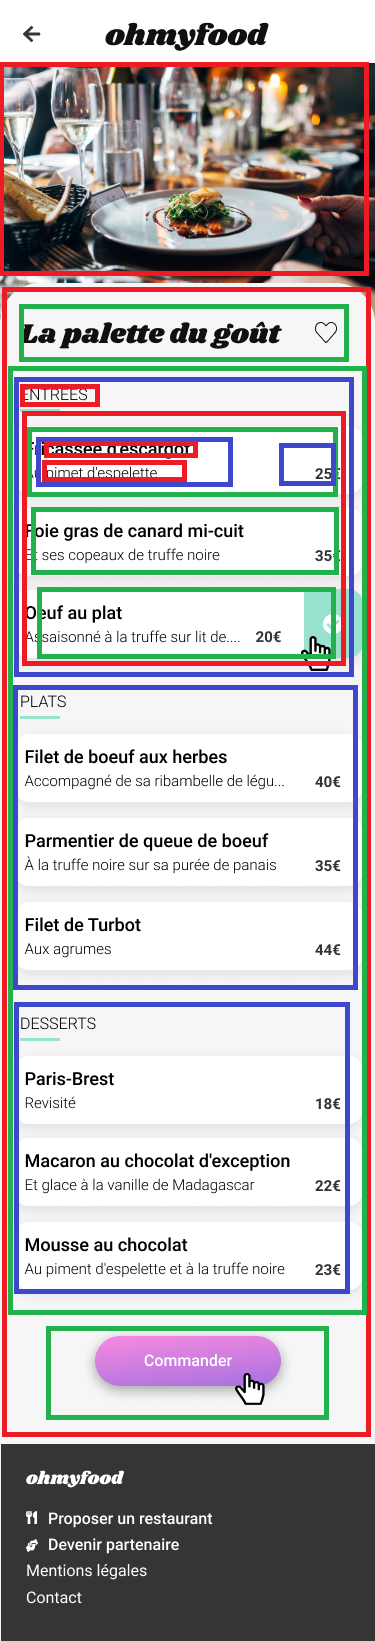 ohmyfood
La palette du goût
ENTREES
Fricassée d'escargot
Au pimet d'espelette 25€
Foie gras de canard mi-cuit
Et ses copeaux de truffe noire 35€
Oeuf au plat
Assaisonné à la truffe sur lit de.... 20€
PLATS
Filet de boeuf aux herbes
Accompagné de sa ribambelle de légu... 40€
Parmentier de queue de boeuf
À la truffe noire sur sa purée de panais 35€
Filet de Turbot
Aux agrumes 44€
DESSERTS
Paris-Brest
Revisité 18€
Macaron au chocolat d'exception
Et glace à la vanille de Madagascar 22€
Mousse au chocolat
Au piment d'espelette et à la truffe noire 23€
Commander
ohmyfood
Proposer un restaurant
Devenir partenaire
Mentions légales
Contact